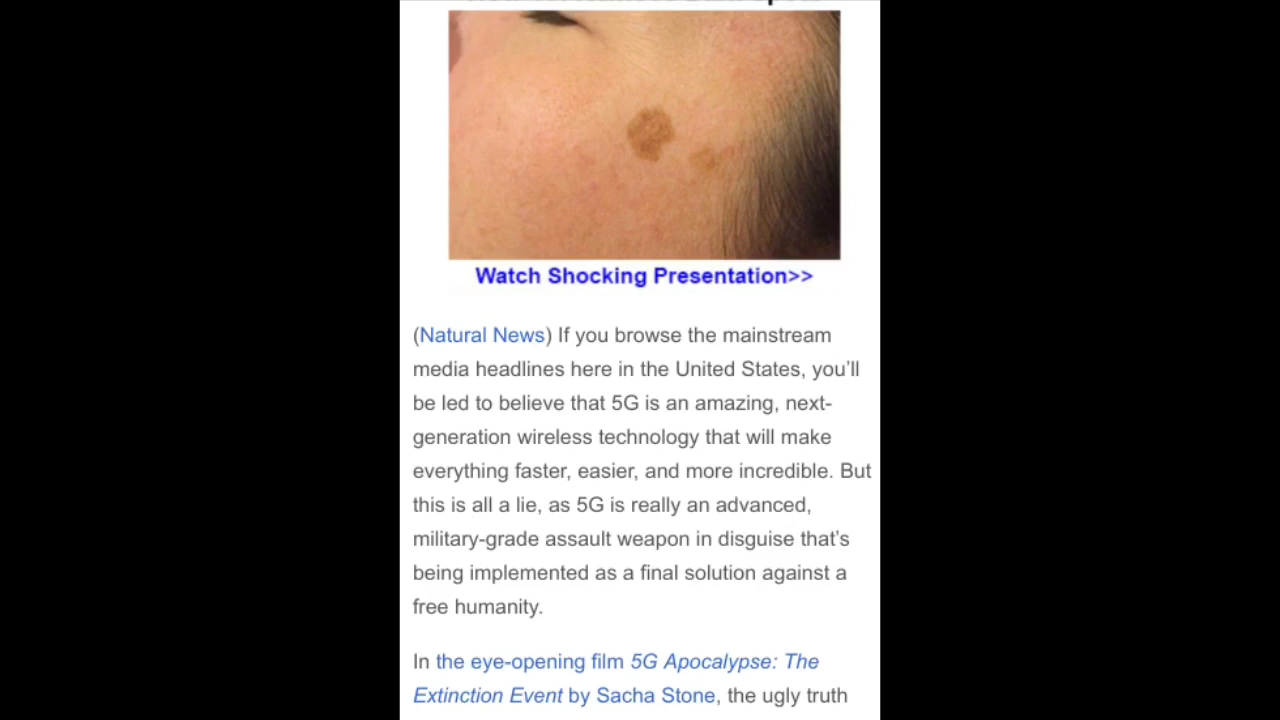 Watch Shocking Presentation>>
(Natural News) If you browse the mainstream
media headlines here in the United States, you’ll
be led to believe that 5G is an amazing, next-
generation wireless technology that will make
everything faster, easier, and more incredible. But
this is all a lie, as 5G is really an advanced,
military-grade assault weapon in disguise that’s
being implemented as a final solution against a
free humanity.
In the eye-opening film 5G Apocalypse: The
Extinction Event by Sacha Stone, the ugly truth